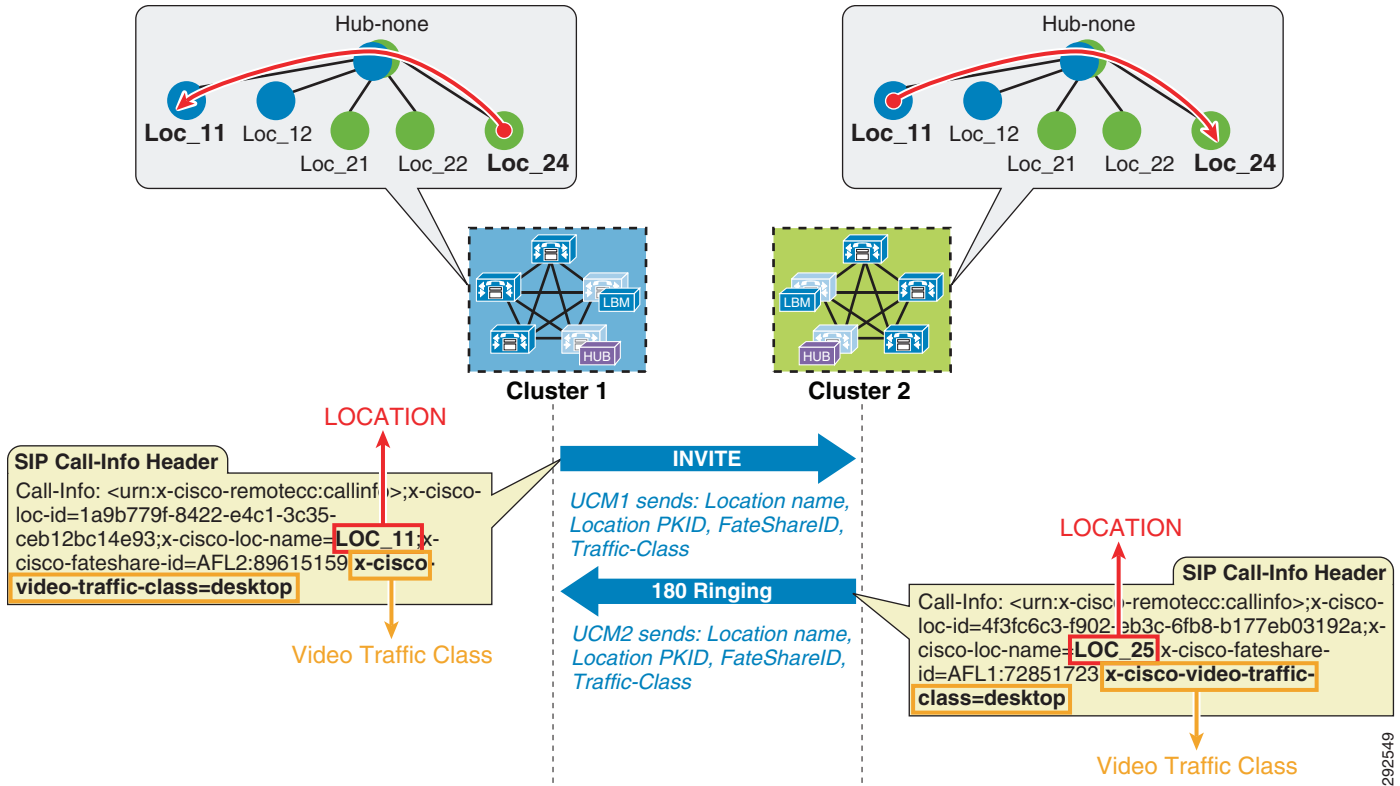 Hub-none
Loc_11
Loc_12
Loc_21
Loc_22
Loc_24
Hub-none
Loc_11
Loc_12
Loc_21
Loc_22
Loc_24
LBM
HUB
Cluster 1
LBM
HUB
Cluster 2
LOCATION
SIP Call-Info Header
Call-Info: <urn:x-cisco-remotecc:callinfo>;x-cisco-
loc-id=1a9b779f-8422-e4c1-3c35-
ceb12bc14e93;x-cisco-loc-name=LOC_11;x-
cisco-fateshare-id=AFL2:89615159 x-cisco-
video-traffic-class=desktop
Video Traffic Class
INVITE
UCM1 sends: Location name,
Location PKID, FateShareID,
Traffic-Class
180 Ringing
UCM2 sends: Location name,
Location PKID, FateShareID,
Traffic-Class
LOCATION
SIP Call-Info Header
Call-Info: <urn:x-cisco-remotecc:callinfo>;x-cisco-
loc-id=4f3fc6c3-f902-eb3c-6fb8-b177eb03192a;x-
cisco-loc-name=LOC_25 x-cisco-fateshare-
id=AFL1:72851723 x-cisco-video-traffic-
class=desktop
Video Traffic Class
292549